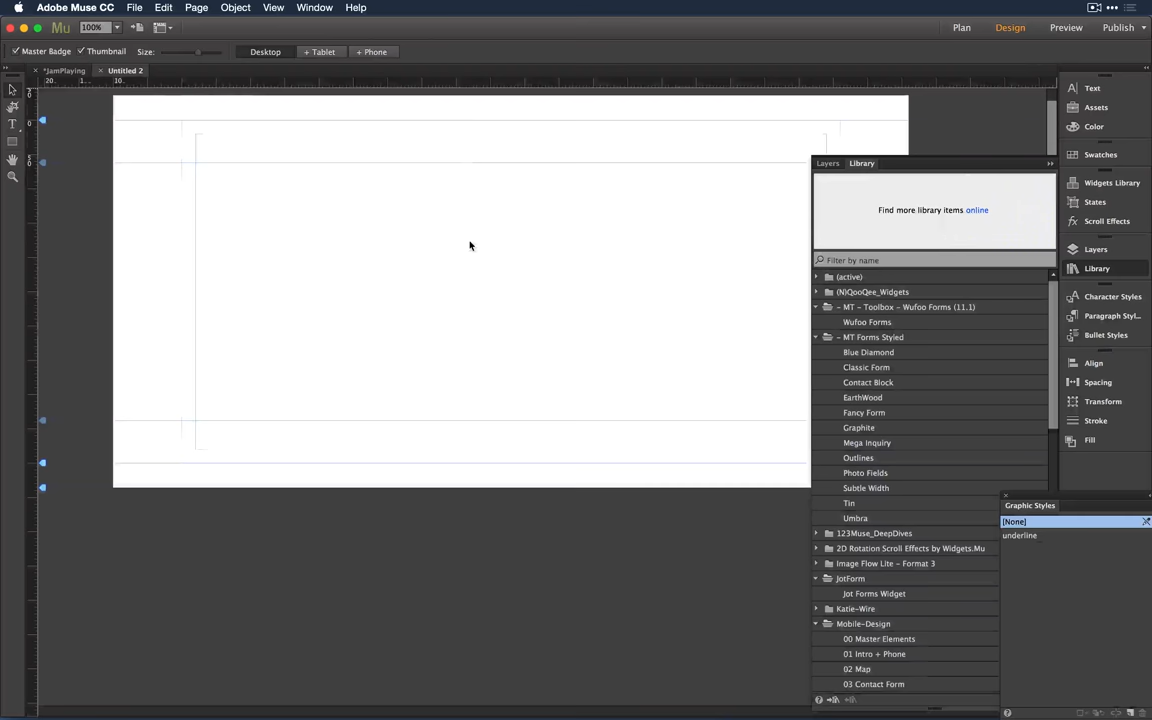 Adobe Muse CC File Edit Page Object View Window Help
Mu 100% Plan Design Preview Publish
Master Badge Thumbnail Size: Desktop + Tablet + Phone
*JamPlaying Untitled 2
Text
Assets
Color
Swatches
Widgets Library
States
Scroll Effects
Layers
Library
Character Styles
Paragraph Styl...
Bullet Styles
Align
Spacing
Transform
Stroke
Fill
Layers Library
Find more library items online
Filter by name
(active)
(N)QooQee_Widgets
- MT - Toolbox - Wufoo Forms (11.1)
Wufoo Forms
- MT Forms Styled
Blue Diamond
Classic Form
Contact Block
EarthWood
Fancy Form
Graphite
Mega Inquiry
Outlines
Photo Fields
Subtle Width
Tin
Umbra
123Muse_DeepDives
2D Rotation Scroll Effects by Widgets.Mu
Image Flow Lite - Format 3
JotForm
Jot Forms Widget
Katie-Wire
Mobile-Design
00 Master Elements
01 Intro + Phone
02 Map
03 Contact Form
Graphic Styles
[None]
underline